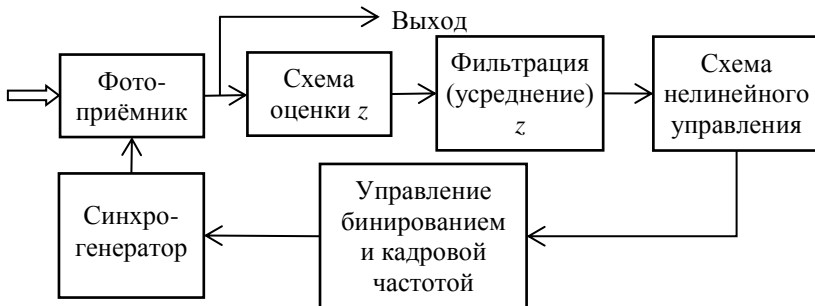 Выход
Фото-
приёмник
Схема
оценки z
Фильтрация
(усреднение)
z
Схема
нелинейного
управления
Синхро-
генератор
Управление
бинированием
и кадровой
частотой